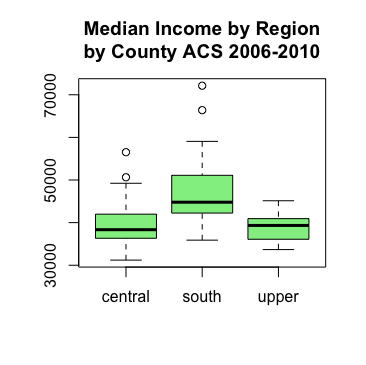 Median Income by Region
by County ACS 2006-2010
70000
50000
30000
central south upper